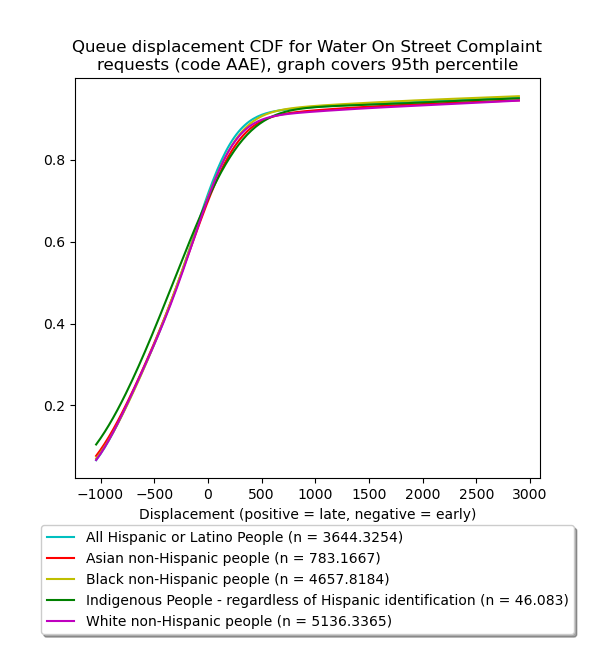 Queue displacement CDF for Water On Street Complaint
requests (code AAE), graph covers 95th percentile
0.8
0.6
0.4
0.2
−1000 −500 0 500 1000 1500 2000 2500 3000
Displacement (positive = late, negative = early)
All Hispanic or Latino People (n = 3644.3254)
Asian non-Hispanic people (n = 783.1667)
Black non-Hispanic people (n = 4657.8184)
Indigenous People - regardless of Hispanic identification (n = 46.083)
White non-Hispanic people (n = 5136.3365)